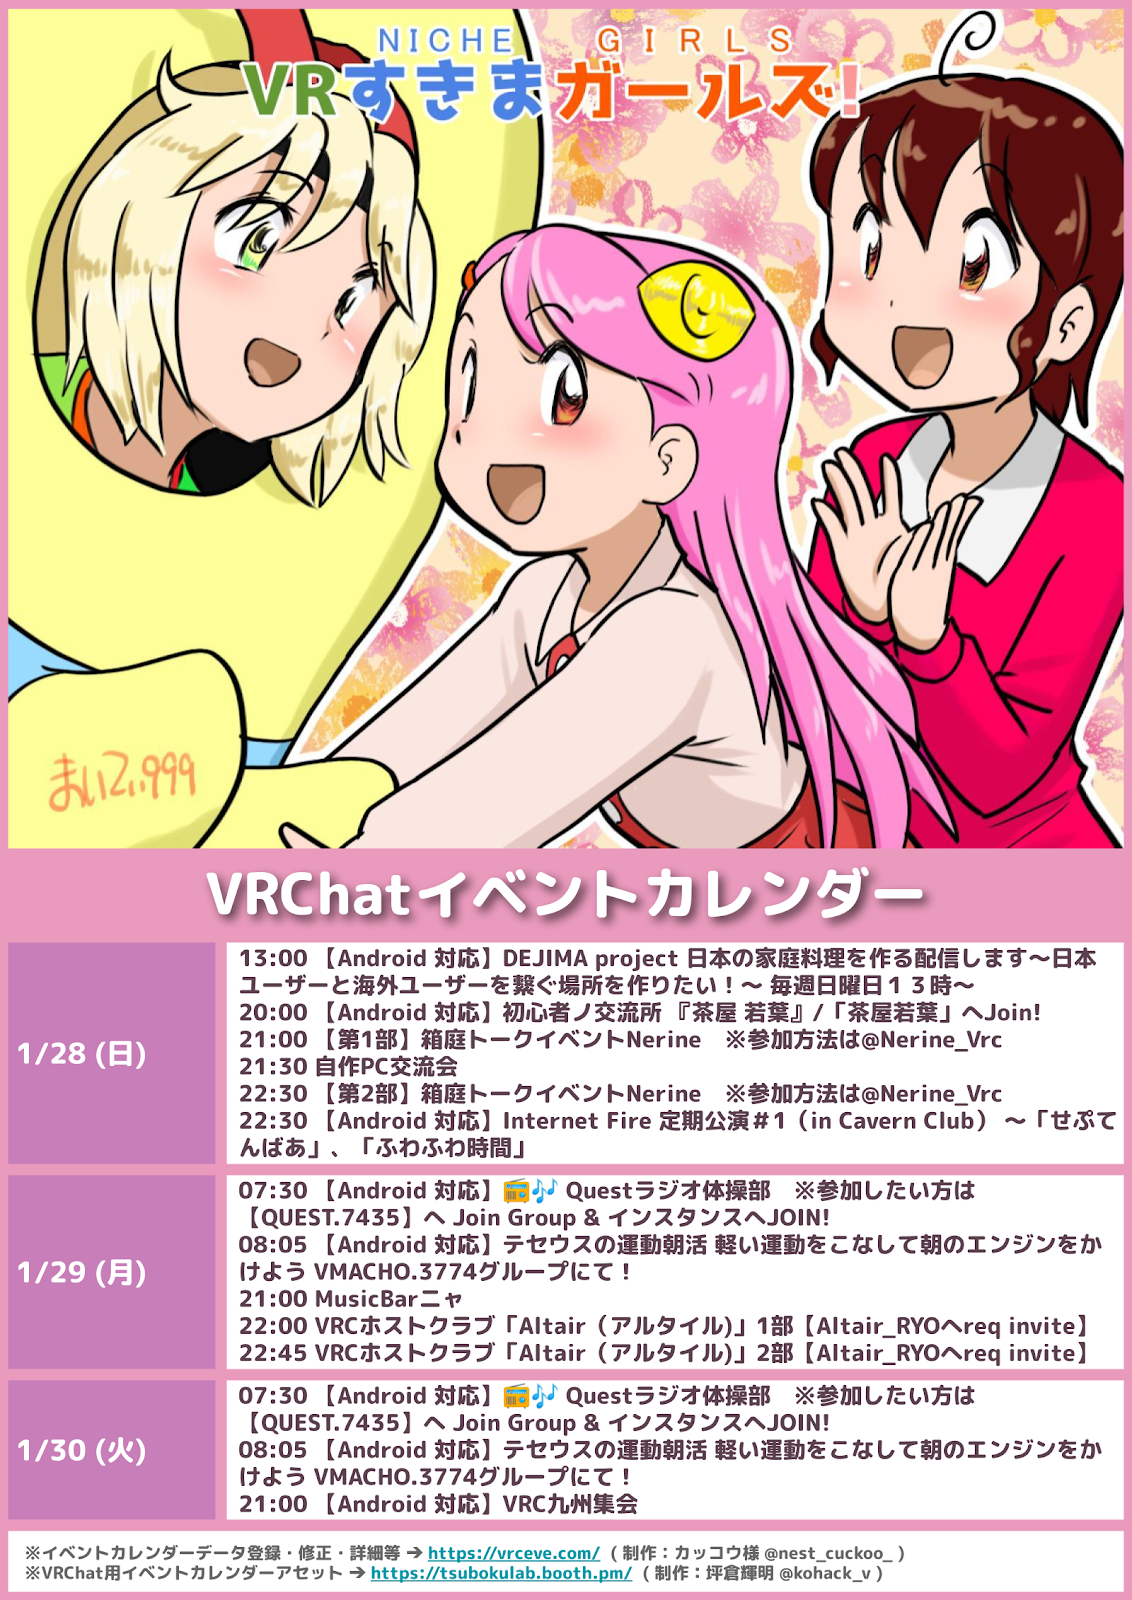 NICHE GIRLS
VRすきまガールズ!
まいてぃ999
VRChatイベントカレンダー
1/28 (日)
13:00 【Android 対応】DEJIMA project 日本の家庭料理を作る配信します～日本
ユーザーと海外ユーザーを繋ぐ場所を作りたい！～ 毎週日曜日１３時～
20:00 【Android 対応】初心者ノ交流所 『茶屋 若葉』/「茶屋若葉」へJoin!
21:00 【第1部】箱庭トークイベントNerine　※参加方法は@Nerine_Vrc
21:30 自作PC交流会
22:30 【第2部】箱庭トークイベントNerine　※参加方法は@Nerine_Vrc
22:30 【Android 対応】Internet Fire 定期公演＃1（in Cavern Club） ～「せぷて
んばあ」、「ふわふわ時間」
1/29 (月)
07:30 【Android 対応】📻🎶 Questラジオ体操部　※参加したい方は
【QUEST.7435】へ Join Group & インスタンスへJOIN!
08:05 【Android 対応】テセウスの運動朝活 軽い運動をこなして朝のエンジンをか
けよう VMACHO.3774グループにて！
21:00 MusicBarニャ
22:00 VRCホストクラブ「Altair（アルタイル)」1部【Altair_RYOへreq invite】
22:45 VRCホストクラブ「Altair（アルタイル)」2部【Altair_RYOへreq invite】
1/30 (火)
07:30 【Android 対応】📻🎶 Questラジオ体操部　※参加したい方は
【QUEST.7435】へ Join Group & インスタンスへJOIN!
08:05 【Android 対応】テセウスの運動朝活 軽い運動をこなして朝のエンジンをか
けよう VMACHO.3774グループにて！
21:00 【Android 対応】VRC九州集会
※イベントカレンダーデータ登録・修正・詳細等 ➔ https://vrceve.com/ （制作：カッコウ様 @nest_cuckoo_ ）
※VRChat用イベントカレンダーアセット ➔ https://tsubokulab.booth.pm/ （制作：坪倉輝明 @kohack_v ）